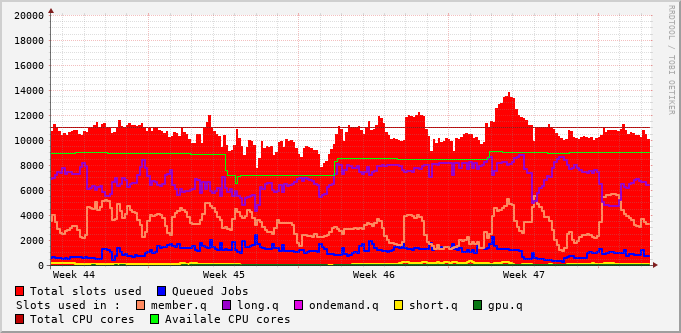 20000
18000
16000
14000
12000
10000
8000
6000
4000
2000
0
Week 44 Week 45 Week 46 Week 47
RRDTOOL / TOBI OETIKER
Total slots used Queued Jobs
Slots used in : member.q long.q ondemand.q short.q gpu.q
Total CPU cores Availale CPU cores